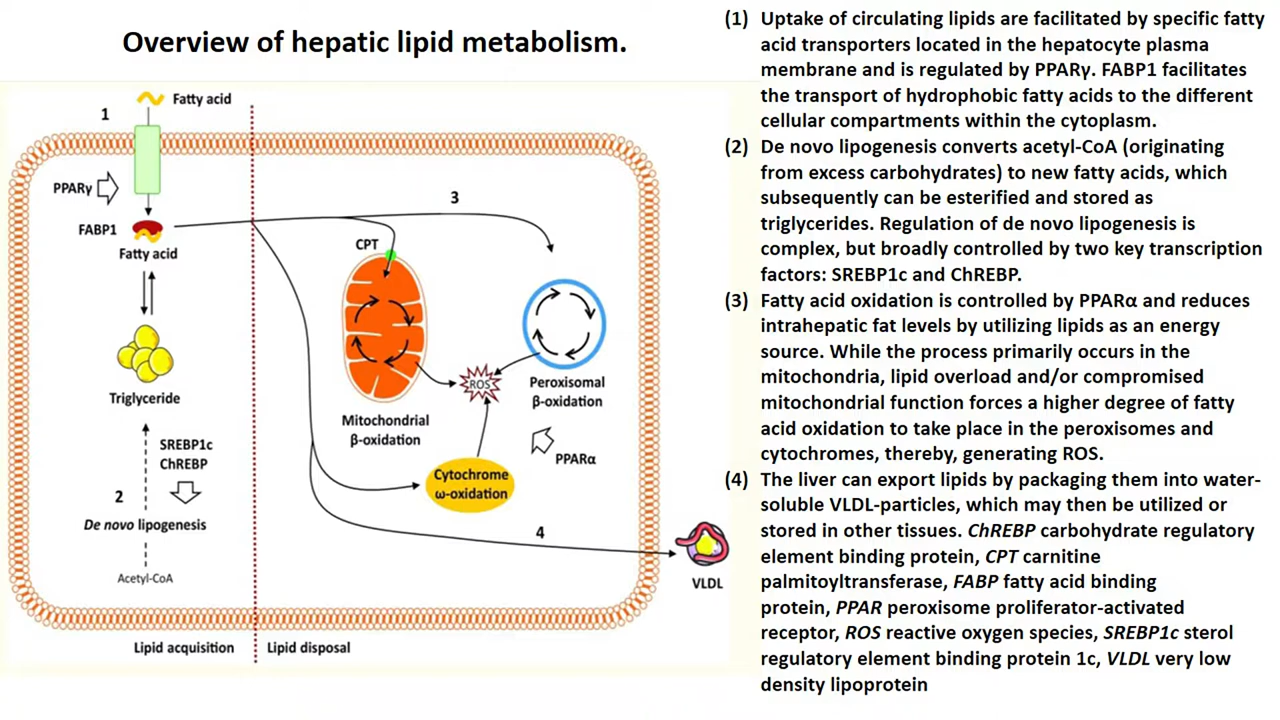 Overview of hepatic lipid metabolism.
1
Fatty acid
PPARγ
FABP1
Fatty acid
Triglyceride
SREBP1c
ChREBP
2
De novo lipogenesis
Acetyl-CoA
Lipid acquisition
Lipid disposal
3
CPT
Mitochondrial
β-oxidation
ROS
Peroxisomal
β-oxidation
PPARα
Cytochrome
ω-oxidation
4
VLDL
(1) Uptake of circulating lipids are facilitated by specific fatty
acid transporters located in the hepatocyte plasma
membrane and is regulated by PPARγ. FABP1 facilitates
the transport of hydrophobic fatty acids to the different
cellular compartments within the cytoplasm.
(2) De novo lipogenesis converts acetyl-CoA (originating
from excess carbohydrates) to new fatty acids, which
subsequently can be esterified and stored as
triglycerides. Regulation of de novo lipogenesis is
complex, but broadly controlled by two key transcription
factors: SREBP1c and ChREBP.
(3) Fatty acid oxidation is controlled by PPARα and reduces
intrahepatic fat levels by utilizing lipids as an energy
source. While the process primarily occurs in the
mitochondria, lipid overload and/or compromised
mitochondrial function forces a higher degree of fatty
acid oxidation to take place in the peroxisomes and
cytochromes, thereby, generating ROS.
(4) The liver can export lipids by packaging them into water-
soluble VLDL-particles, which may then be utilized or
stored in other tissues. ChREBP carbohydrate regulatory
element binding protein, CPT carnitine
palmitoyltransferase, FABP fatty acid binding
protein, PPAR peroxisome proliferator-activated
receptor, ROS reactive oxygen species, SREBP1c sterol
regulatory element binding protein 1c, VLDL very low
density lipoprotein